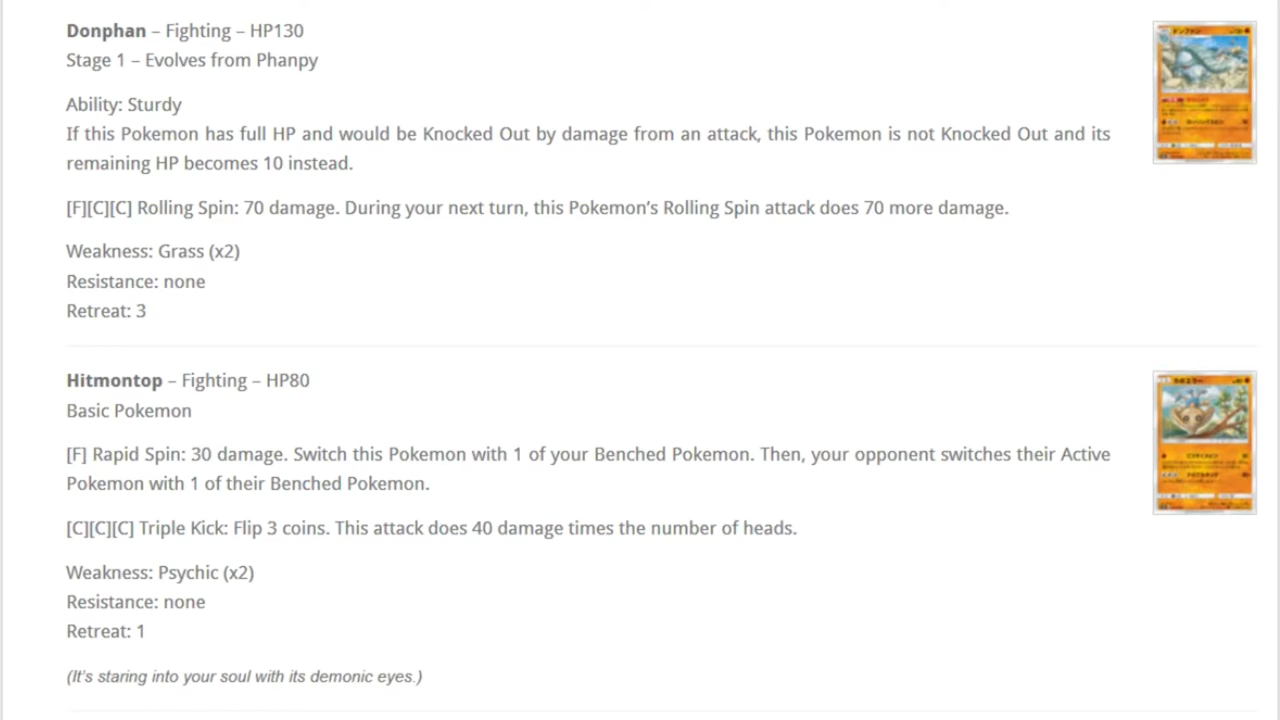 Donphan – Fighting – HP130
Stage 1 – Evolves from Phanpy
Ability: Sturdy
If this Pokemon has full HP and would be Knocked Out by damage from an attack, this Pokemon is not Knocked Out and its
remaining HP becomes 10 instead.
[F][C][C] Rolling Spin: 70 damage. During your next turn, this Pokemon’s Rolling Spin attack does 70 more damage.
Weakness: Grass (x2)
Resistance: none
Retreat: 3
Hitmontop – Fighting – HP80
Basic Pokemon
[F] Rapid Spin: 30 damage. Switch this Pokemon with 1 of your Benched Pokemon. Then, your opponent switches their Active
Pokemon with 1 of their Benched Pokemon.
[C][C][C] Triple Kick: Flip 3 coins. This attack does 40 damage times the number of heads.
Weakness: Psychic (x2)
Resistance: none
Retreat: 1
(It’s staring into your soul with its demonic eyes.)